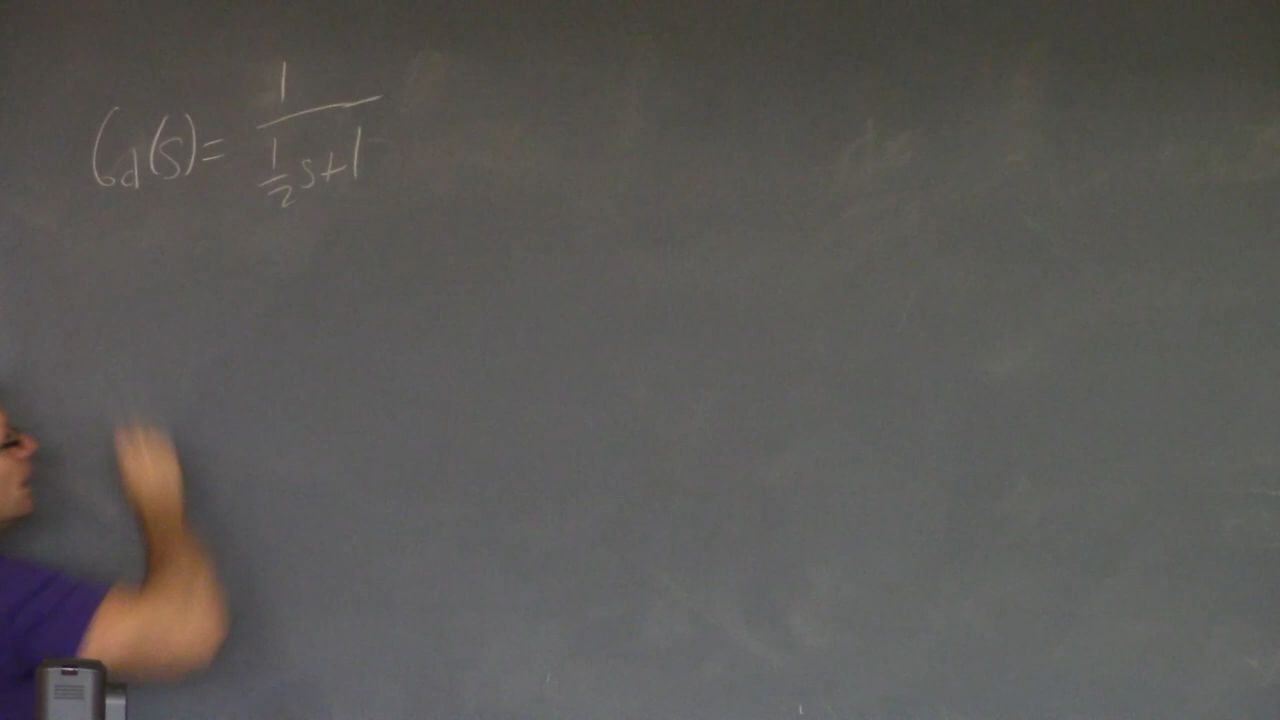 Gd(s) = 1 / (1/2 s + 1)